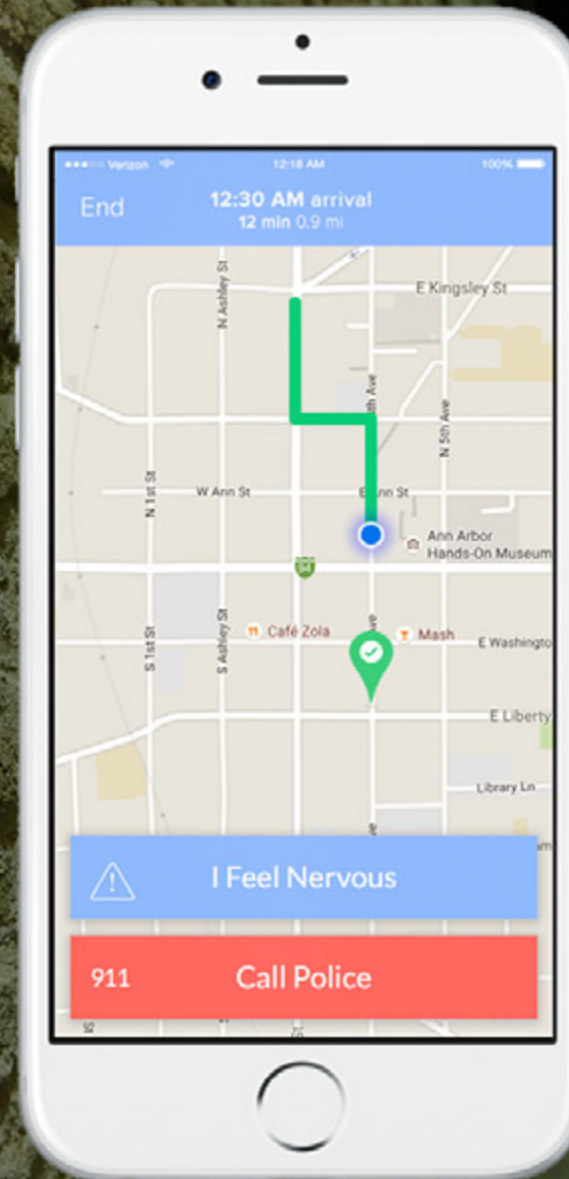 Verizon
12:18 AM
100%
End
12:30 AM arrival
12 min 0.9 mi
N Ashley St
E Kingsley St
Ave
N 5th Ave
N 1st St
W Ann St
E Ann St
Ann Arbor
Hands-On Museum
Café Zola
Mash
S 1st St
S Ashley St
E Washingto
E Liberty
Library Ln
I Feel Nervous
911
Call Police
St